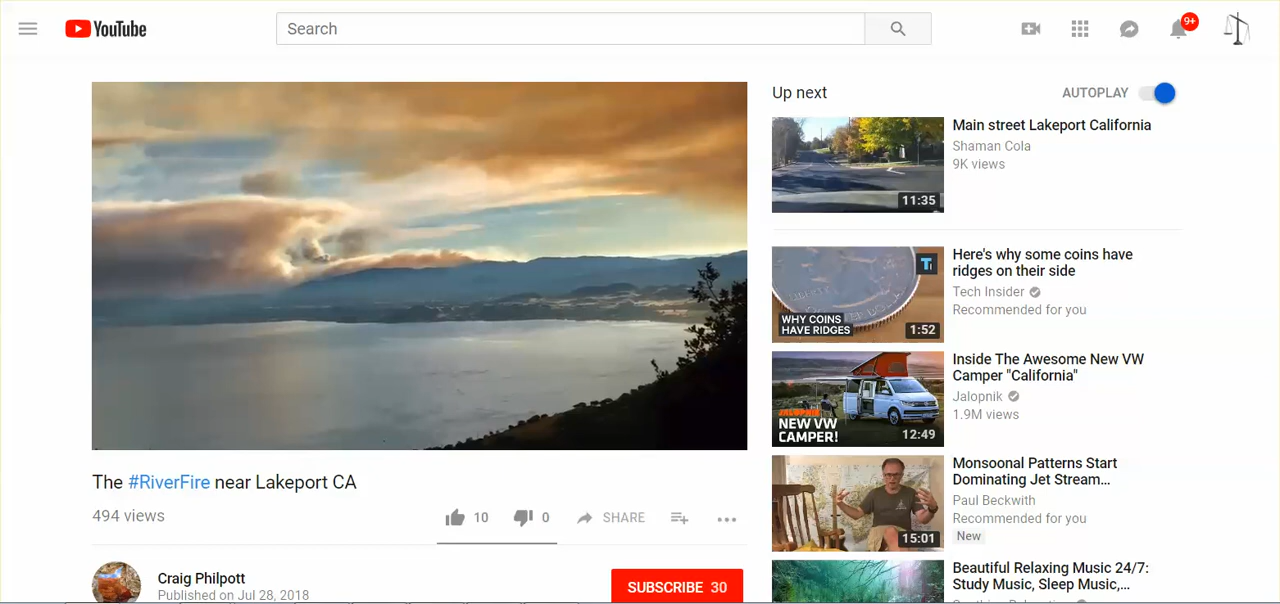 YouTube
Search
9+
Up next
AUTOPLAY
11:35
Main street Lakeport California
Shaman Cola
9K views
WHY COINS
HAVE RIDGES
1:52
Here's why some coins have
ridges on their side
Tech Insider
Recommended for you
JALOPNIK
NEW VW
CAMPER!
12:49
Inside The Awesome New VW
Camper "California"
Jalopnik
1.9M views
15:01
Monsoonal Patterns Start
Dominating Jet Stream...
Paul Beckwith
Recommended for you
New
Beautiful Relaxing Music 24/7:
Study Music, Sleep Music,...
The #RiverFire near Lakeport CA
494 views
10
0
SHARE
Craig Philpott
Published on Jul 28, 2018
SUBSCRIBE 30